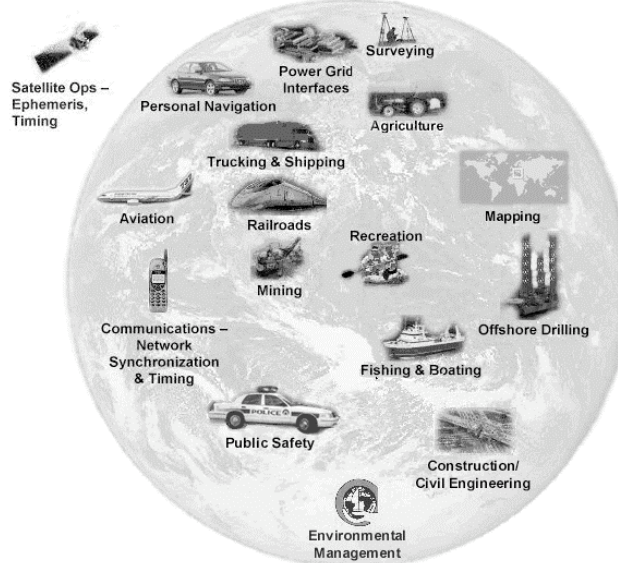 Surveying
Power Grid
Interfaces
Satellite Ops –
Ephemeris,
Timing
Personal Navigation
Agriculture
Trucking & Shipping
Aviation
Railroads
Mapping
Recreation
Mining
Offshore Drilling
Communications –
Network
Synchronization
& Timing
Fishing & Boating
POLICE
Public Safety
Construction/
Civil Engineering
Environmental
Management